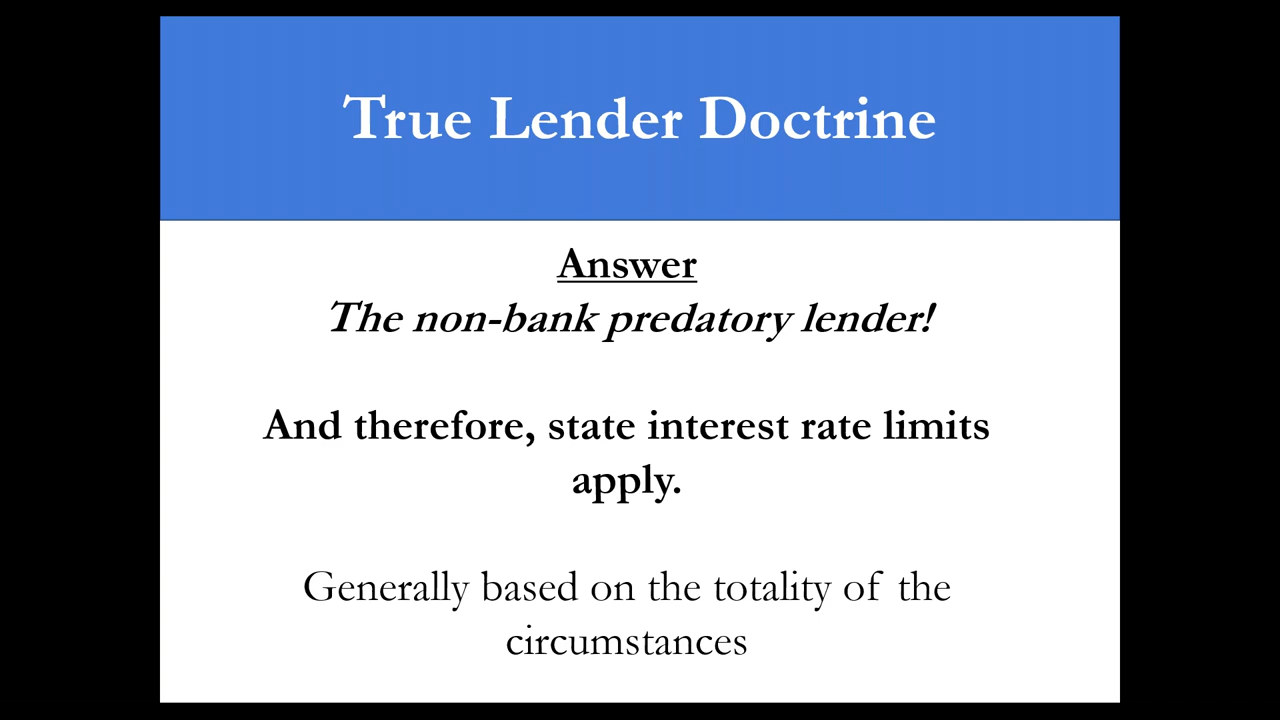 True Lender Doctrine
Answer
The non-bank predatory lender!
And therefore, state interest rate limits
apply.
Generally based on the totality of the
circumstances